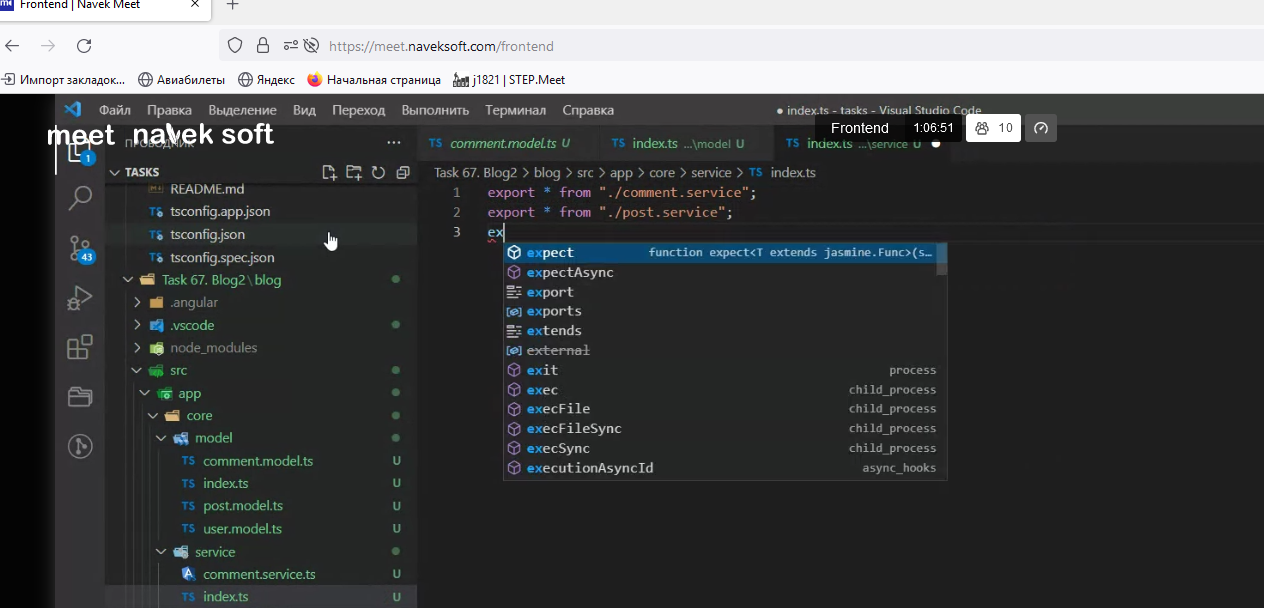 Frontend | Navek Meet
https://meet.naveksoft.com/frontend
Импорт закладок... Авиабилеты Яндекс Начальная страница j1821 | STEP.Meet
Файл Правка Выделение Вид Переход Выполнить Терминал Справка ● index.ts - tasks - Visual Studio Code
meet navek soft
Frontend 1:06:51 10
ПРОВОДНИК ...
comment.model.ts U index.ts ...\model U index.ts ...\service U
1
TASKS
Task 67. Blog2 > blog > src > app > core > service > TS index.ts
README.md
tsconfig.app.json
tsconfig.json
tsconfig.spec.json
43
Task 67. Blog2\blog
.angular
.vscode
node_modules
src
app
core
model
TS comment.model.ts U
TS index.ts U
TS post.model.ts U
TS user.model.ts U
service
comment.service.ts U
TS index.ts U
1 export * from "./comment.service";
2 export * from "./post.service";
3 ex
expect function expect<T extends jasmine.Func>(s…
expectAsync
export
exports
extends
external
exit process
exec child_process
execFile child_process
execFileSync child_process
execSync child_process
executionAsyncId async_hooks